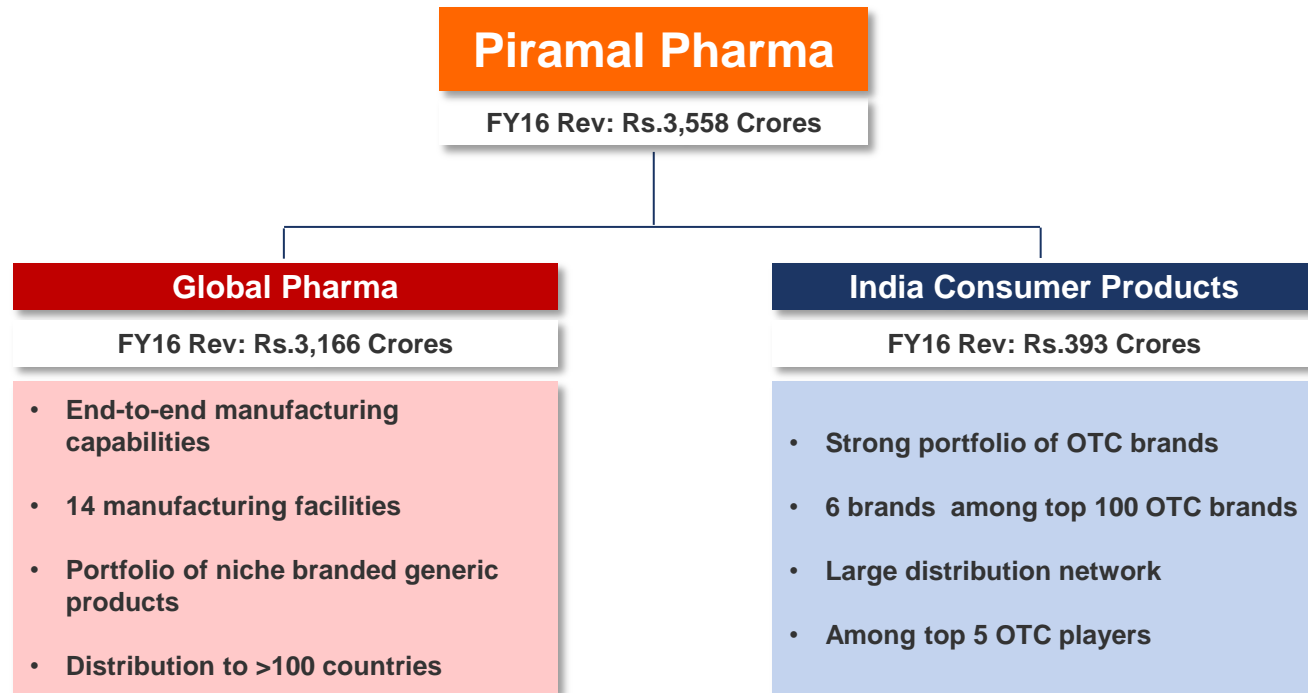 Piramal Pharma
FY16 Rev: Rs.3,558 Crores
Global Pharma
FY16 Rev: Rs.3,166 Crores
• End-to-end manufacturing
capabilities
• 14 manufacturing facilities
• Portfolio of niche branded generic
products
• Distribution to >100 countries
India Consumer Products
FY16 Rev: Rs.393 Crores
• Strong portfolio of OTC brands
• 6 brands  among top 100 OTC brands
• Large distribution network
• Among top 5 OTC players